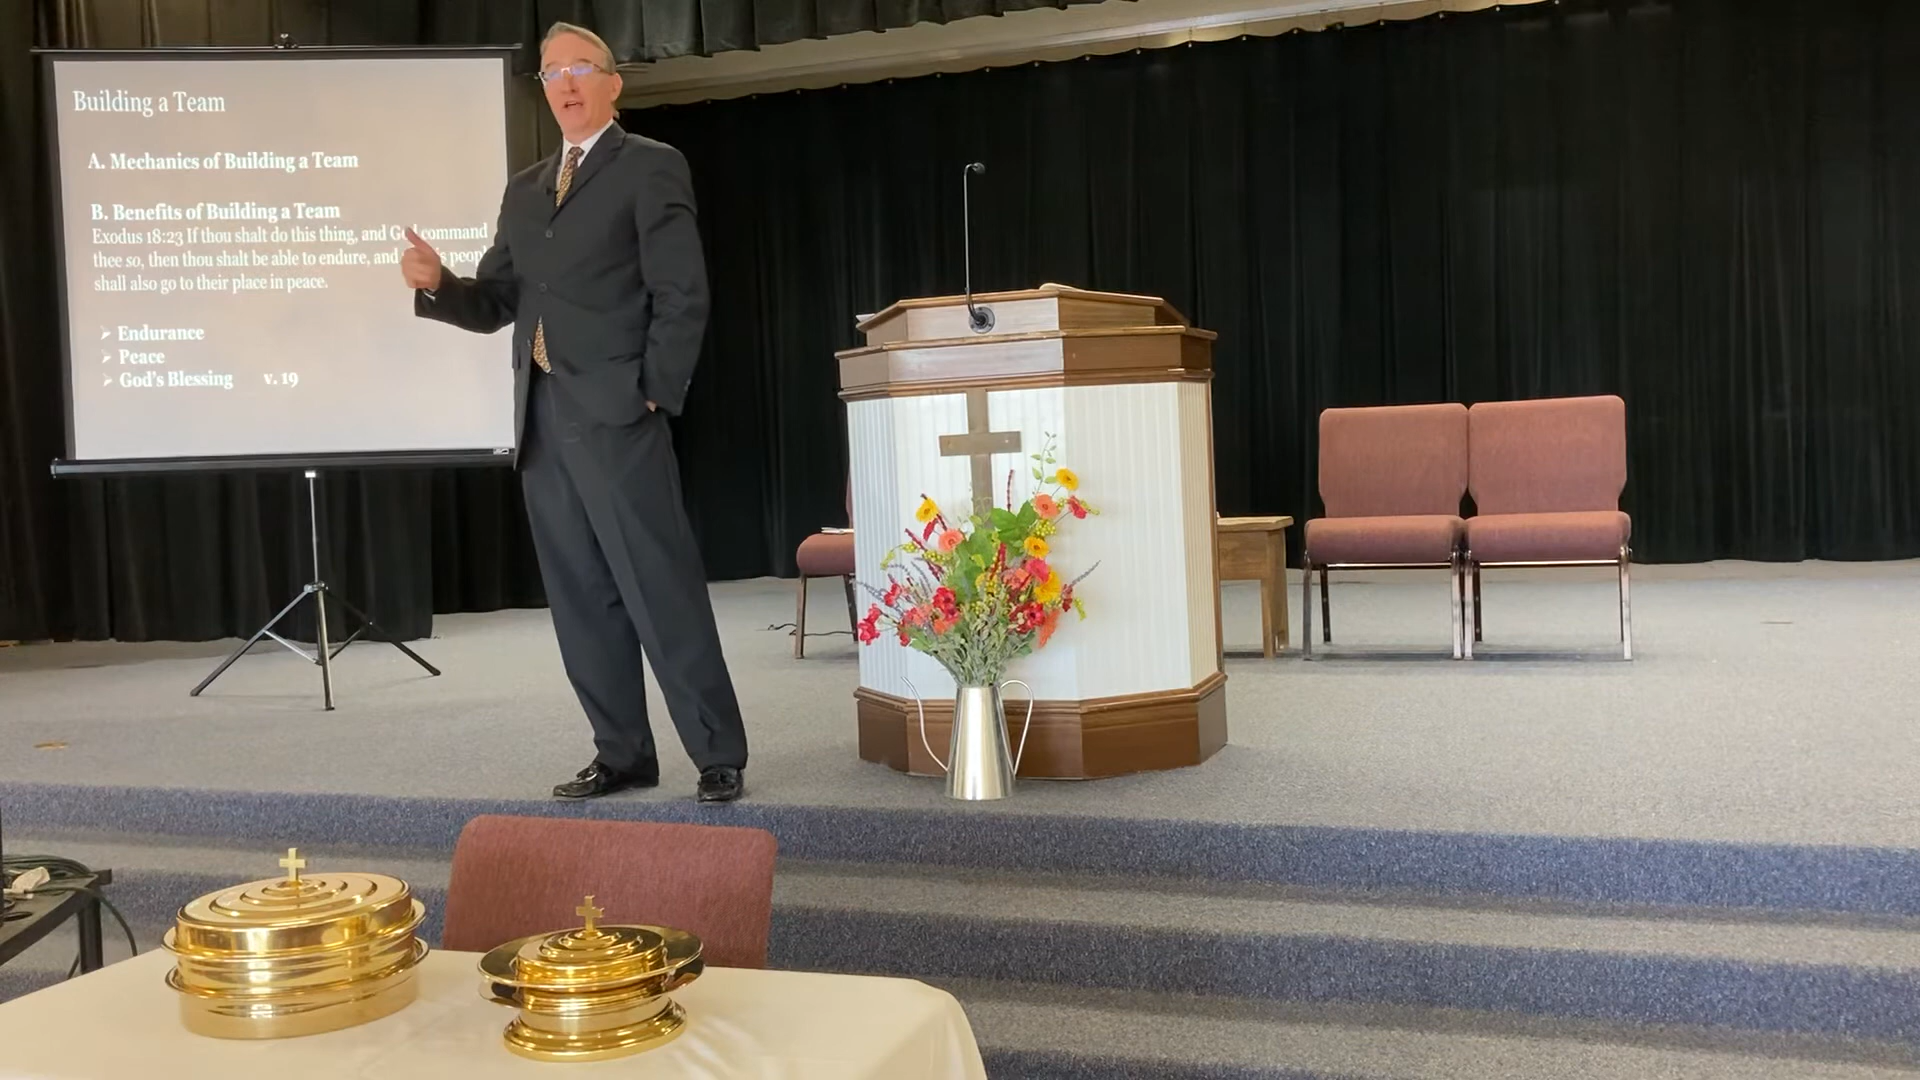 Building a Team
A. Mechanics of Building a Team
B. Benefits of Building a Team
Exodus 18:23 If thou shalt do this thing, and God command
thee so, then thou shalt be able to endure, and
shall also go to their place in peace.
Endurance
Peace
God's Blessing v. 19